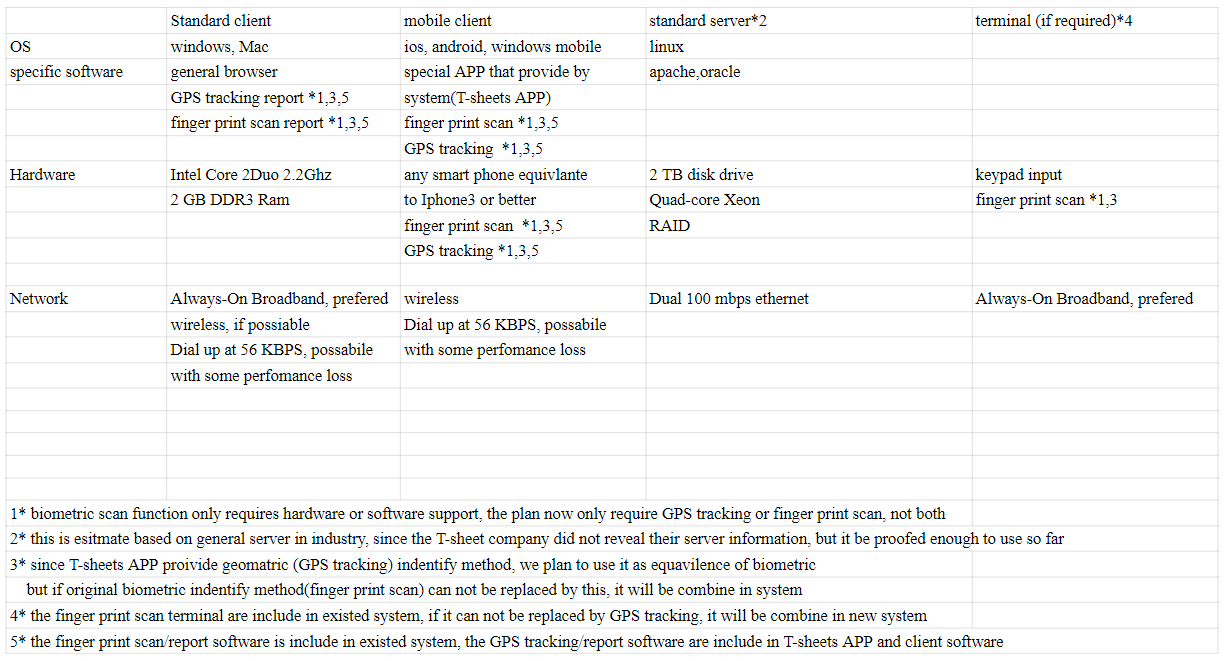 Standard client mobile client standard server*2 terminal (if required)*4
OS windows, Mac ios, android, windows mobile linux
specific software general browser special APP that provide by apache,oracle
GPS tracking report *1,3,5 system(T-sheets APP)
finger print scan report *1,3,5 finger print scan *1,3,5
GPS tracking  *1,3,5
Hardware Intel Core 2Duo 2.2Ghz any smart phone equivlante 2 TB disk drive keypad input
2 GB DDR3 Ram to Iphone3 or better Quad-core Xeon finger print scan *1,3
finger print scan  *1,3,5 RAID
GPS tracking *1,3,5
Network Always-On Broadband, prefered wireless Dual 100 mbps ethernet Always-On Broadband, prefered
wireless, if possiable Dial up at 56 KBPS, possabile
Dial up at 56 KBPS, possabile with some perfomance loss
with some perfomance loss
1* biometric scan function only requires hardware or software support, the plan now only require GPS tracking or finger print scan, not both
2* this is esitmate based on general server in industry, since the T-sheet company did not reveal their server information, but it be proofed enough to use so far
3* since T-sheets APP proivide geomatric (GPS tracking) indentify method, we plan to use it as equavilence of biometric
but if original biometric indentify method(finger print scan) can not be replaced by this, it will be combine in system
4* the finger print scan terminal are include in existed system, if it can not be replaced by GPS tracking, it will be combine in new system
5* the finger print scan/report software is include in existed system, the GPS tracking/report software are include in T-sheets APP and client software